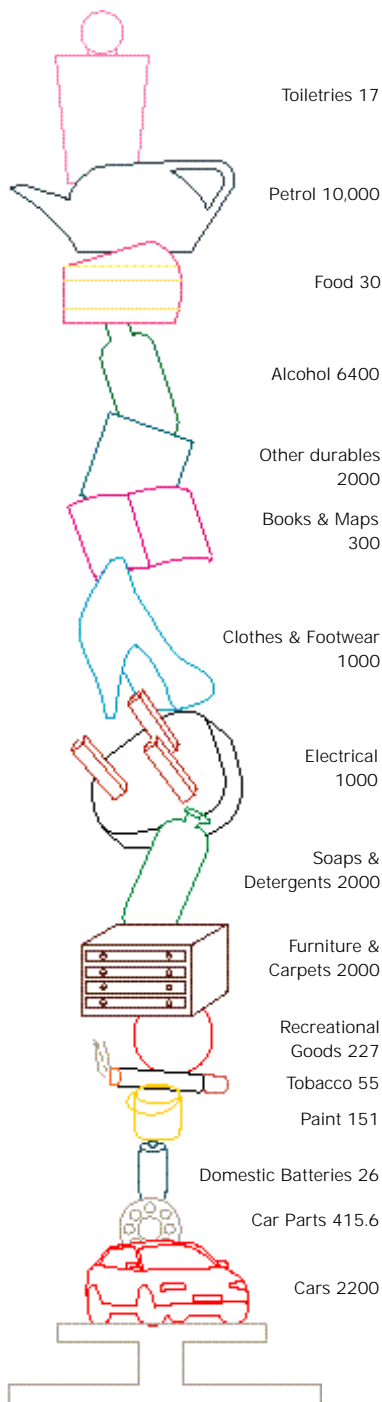 Toiletries 17
Petrol 10,000
Food 30
Alcohol 6400
Other durables
2000
Books & Maps
300
Clothes & Footwear
1000
Electrical
1000
Soaps &
Detergents 2000
Furniture &
Carpets 2000
Recreational
Goods 227
Tobacco 55
Paint 151
Domestic Batteries 26
Car Parts 415.6
Cars 2200